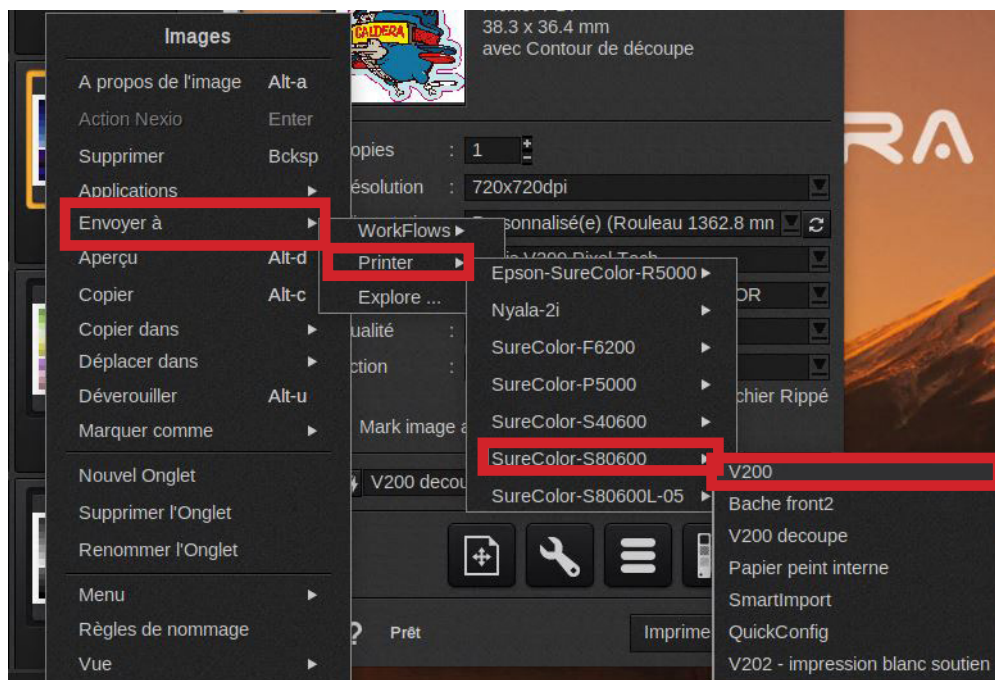 Images
A propos de l'image Alt-a
Action Nexio Enter
Supprimer Bcksp
Applications
Envoyer à
Aperçu Alt-d
Copier Alt-c
Copier dans
Déplacer dans
Déverouiller Alt-u
Marquer comme
Nouvel Onglet
Supprimer l'Onglet
Renommer l'Onglet
Menu
Règles de nommage
Vue
WorkFlows
Printer
Explore ...
Epson-SureColor-R5000
Nyala-2i
SureColor-F6200
SureColor-P5000
SureColor-S40600
SureColor-S80600
SureColor-S80600L-05
V200
Bache front2
V200 decoupe
Papier peint interne
SmartImport
QuickConfig
V202 - impression blanc soutien
CALDERA
38.3 x 36.4 mm
avec Contour de découpe
opies : 1
ésolution : 720x720dpi
sonnalisé(e) (Rouleau 1362.8 mn
V200 Pixel Tech
OR
ualité :
ction :
chier Rippé
Mark image a
V200 decou
? Prêt
Imprime
RA